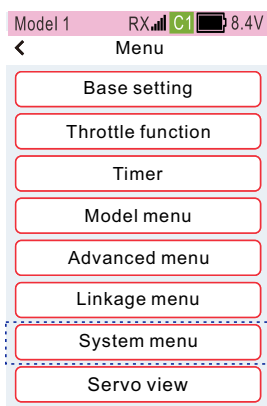 Model 1 RX C1 8.4V
Menu
Base setting
Throttle function
Timer
Model menu
Advanced menu
Linkage menu
System menu
Servo view